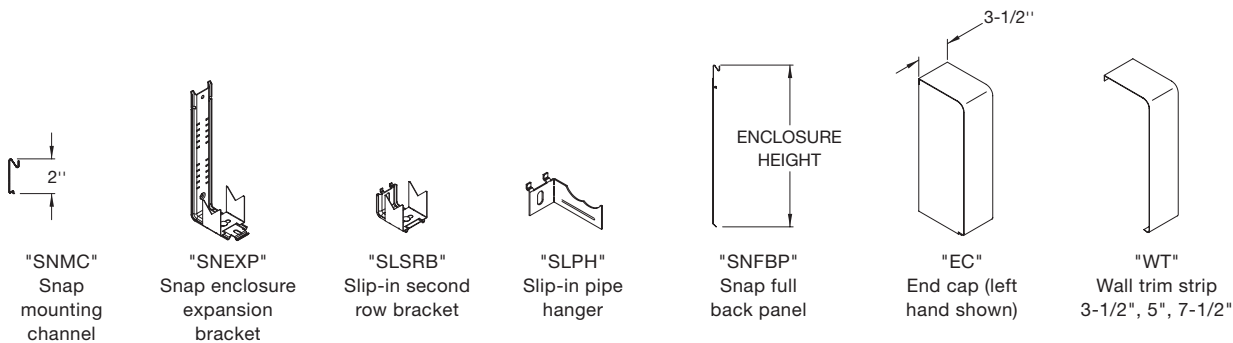 3-1/2''
2''
ENCLOSURE
HEIGHT
"SNMC"
Snap
mounting
channel
"SNEXP"
Snap enclosure
expansion
bracket
"SLSRB"
Slip-in second
row bracket
"SLPH"
Slip-in pipe
hanger
"SNFBP"
Snap full
back panel
"EC"
End cap (left
hand shown)
"WT"
Wall trim strip
3-1/2", 5", 7-1/2"